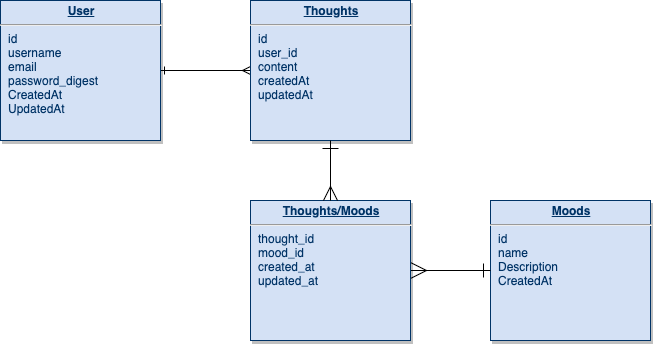 User
id
username
email
password_digest
CreatedAt
UpdatedAt
Thoughts
id
user_id
content
createdAt
updatedAt
Thoughts/Moods
thought_id
mood_id
created_at
updated_at
Moods
id
name
Description
CreatedAt